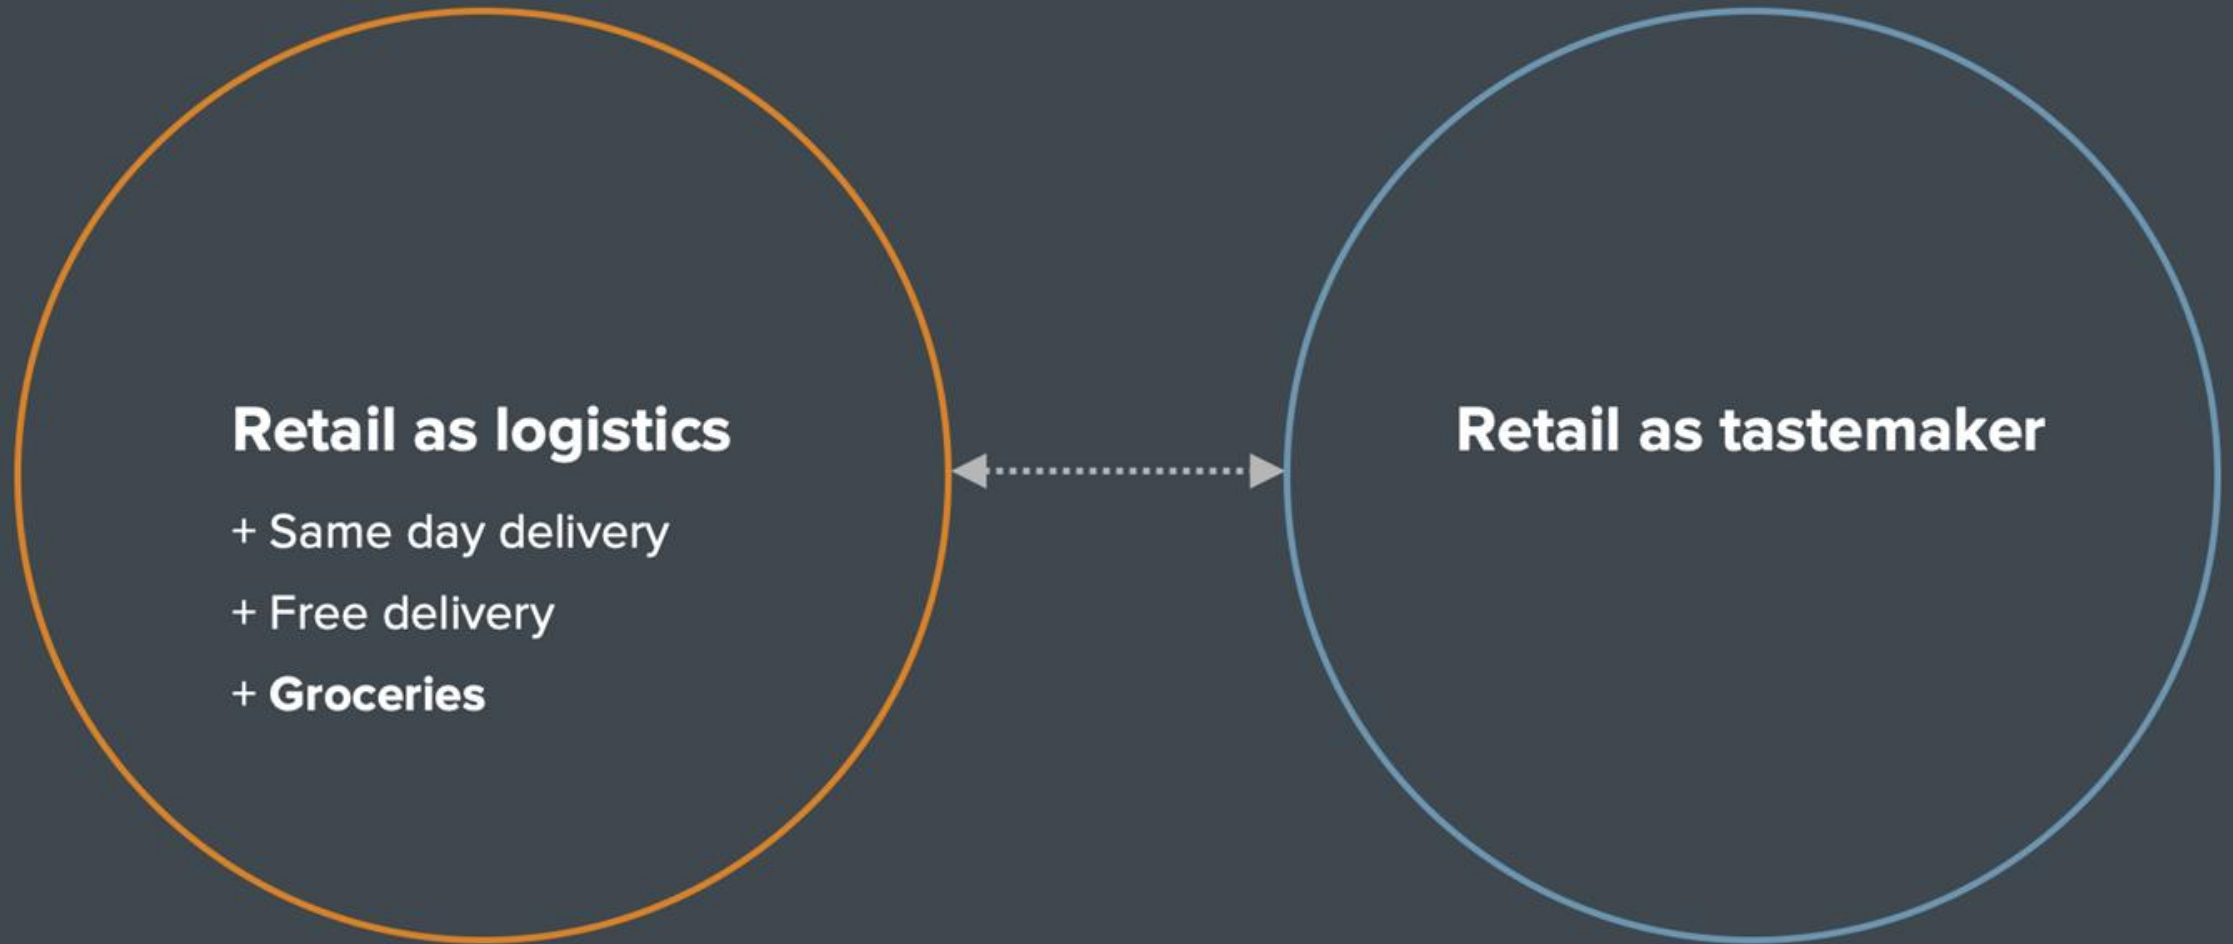 Retail as logistics
+ Same day delivery
+ Free delivery
+ Groceries
Retail as tastemaker